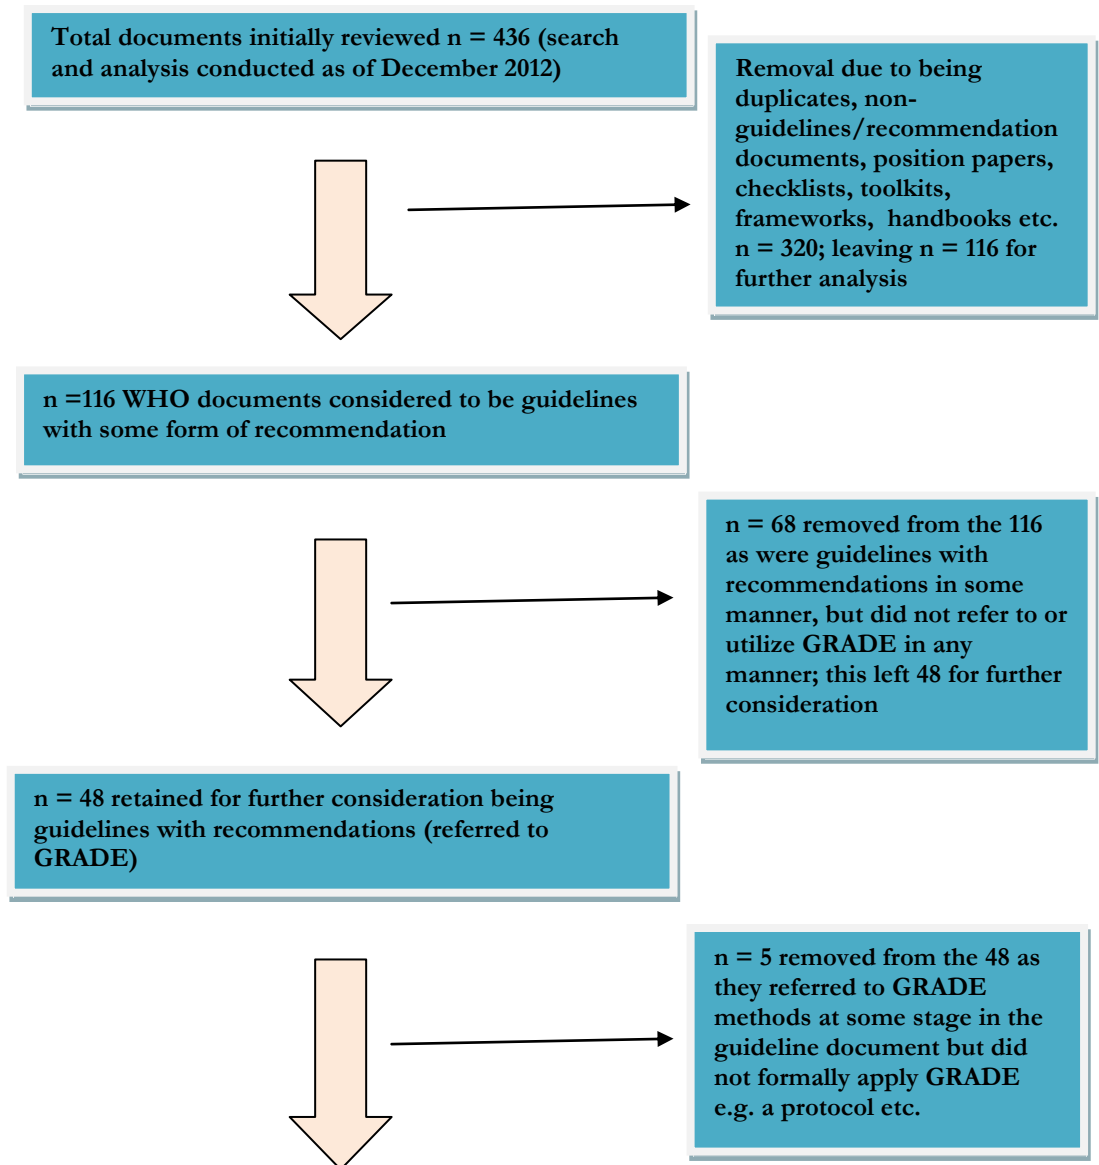 Total documents initially reviewed n = 436 (search
and analysis conducted as of December 2012)
Removal due to being
duplicates, non-
guidelines/recommendation
documents, position papers,
checklists, toolkits,
frameworks,  handbooks etc.
n = 320; leaving n = 116 for
further analysis
n =116 WHO documents considered to be guidelines
with some form of recommendation
n = 68 removed from the 116
as were guidelines with
recommendations in some
manner, but did not refer to or
utilize GRADE in any
manner; this left 48 for further
consideration
n = 48 retained for further consideration being
guidelines with recommendations (referred to
GRADE)
n = 5 removed from the 48 as
they referred to GRADE
methods at some stage in the
guideline document but did
not formally apply GRADE
e.g. a protocol etc.